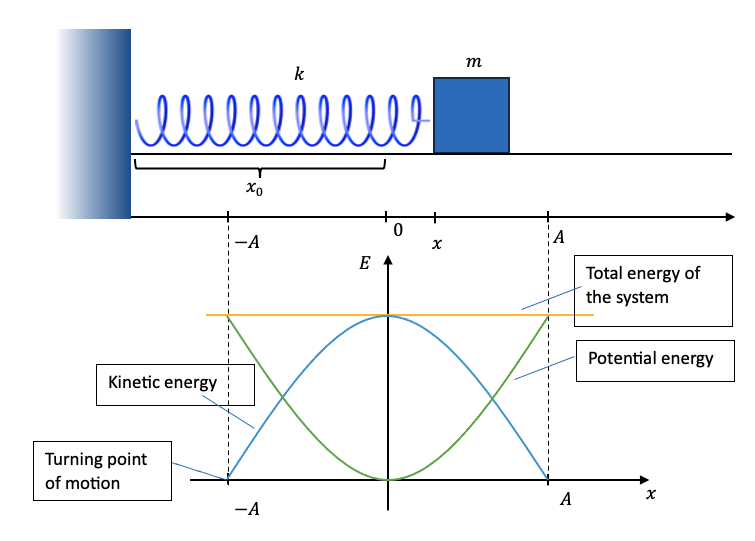 k
m
x₀
−A
0
x
A
E
Total energy of
the system
Potential energy
Kinetic energy
Turning point
of motion
−A
A
x